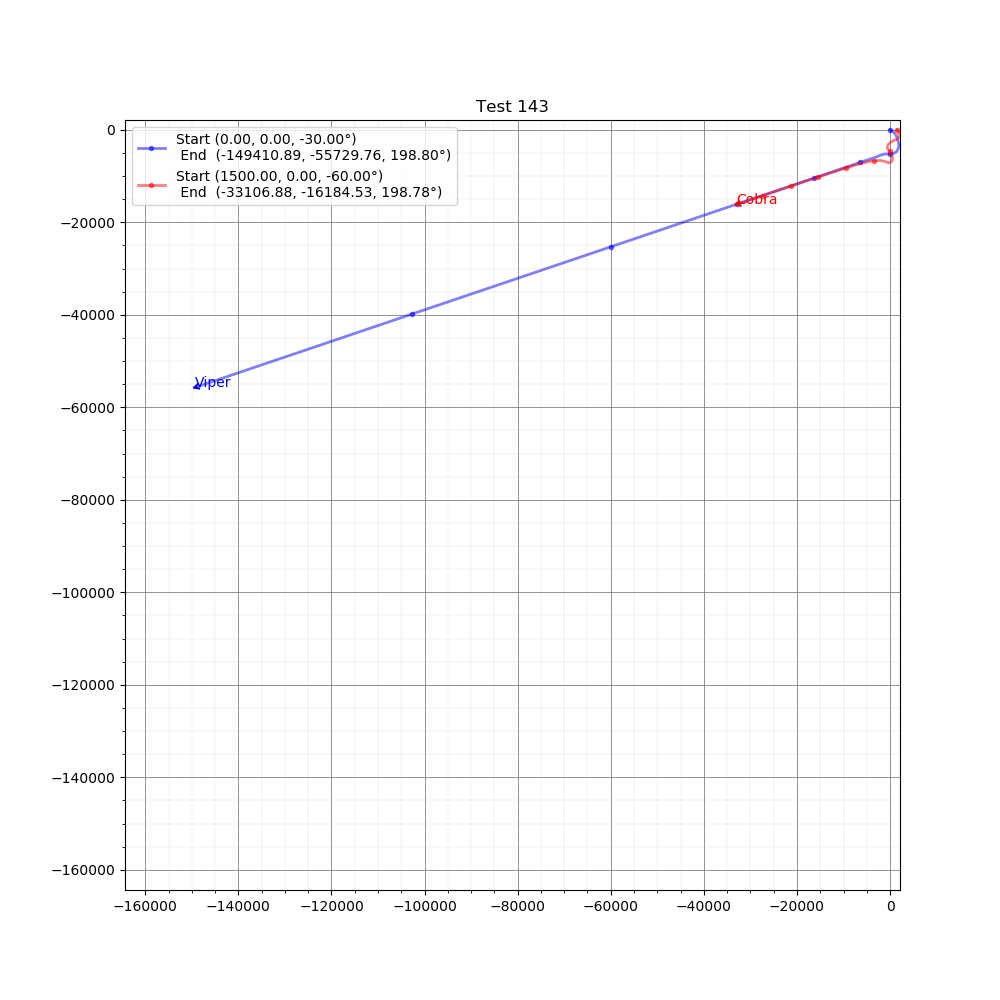 Test 143
Start (0.00, 0.00, -30.00°)
End (-149410.89, -55729.76, 198.80°)
Start (1500.00, 0.00, -60.00°)
End (-33106.88, -16184.53, 198.78°)
0
−20000
−40000
−60000
−80000
−100000
−120000
−140000
−160000
Cobra
Viper
−160000 −140000 −120000 −100000 −80000 −60000 −40000 −20000 0